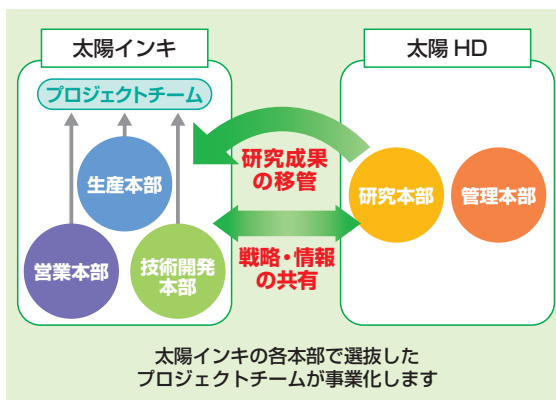 太陽インキ
太陽 HD
プロジェクトチーム
生産本部
営業本部
技術開発
本部
研究成果
の移管
戦略・情報
の共有
研究本部
管理本部
太陽インキの各本部で選抜した
プロジェクトチームが事業化します